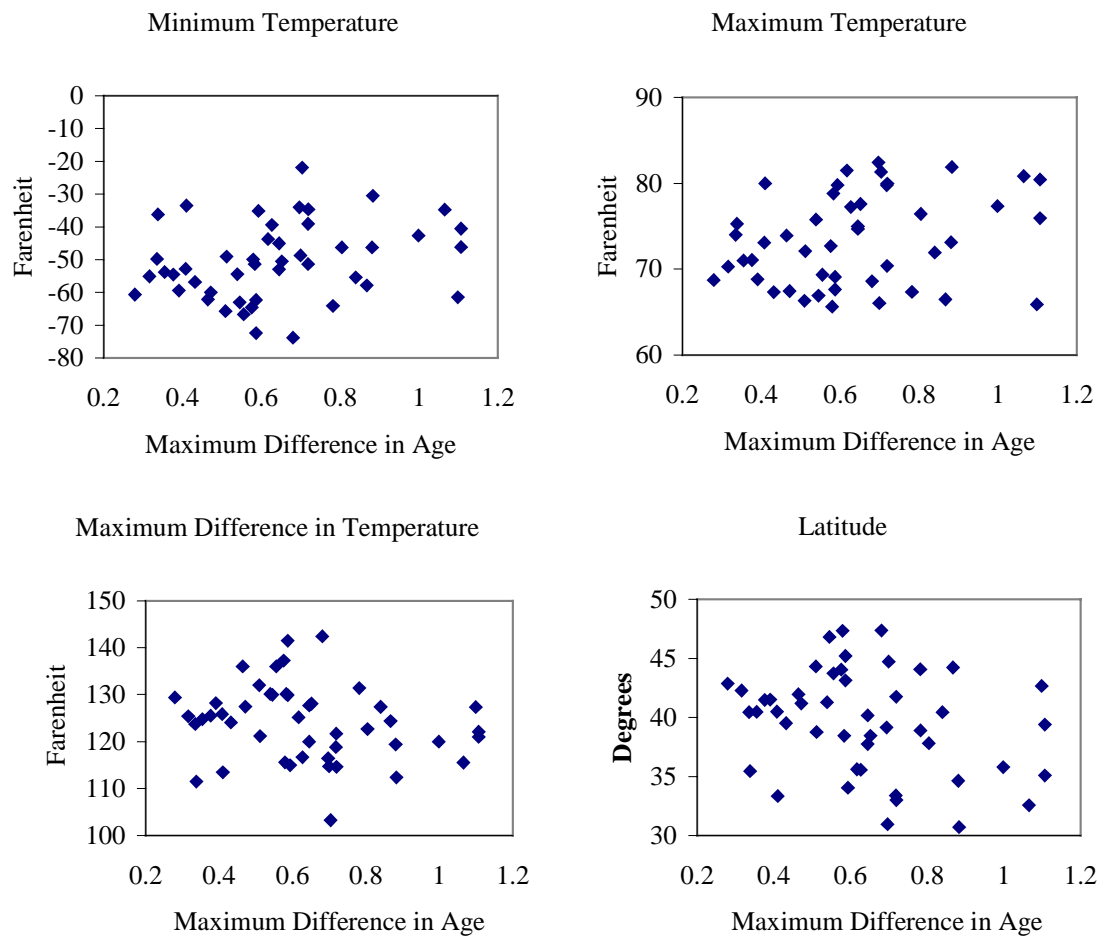 Minimum Temperature
Maximum Temperature
0
-10
-20
-30
-40
-50
-60
-70
-80
Farenheit
0.2 0.4 0.6 0.8 1 1.2
Maximum Difference in Age
90
80
70
60
Farenheit
0.2 0.4 0.6 0.8 1 1.2
Maximum Difference in Age
Maximum Difference in Temperature
Latitude
150
140
130
120
110
100
Farenheit
0.2 0.4 0.6 0.8 1 1.2
Maximum Difference in Age
50
45
40
35
30
Degrees
0.2 0.4 0.6 0.8 1 1.2
Maximum Difference in Age